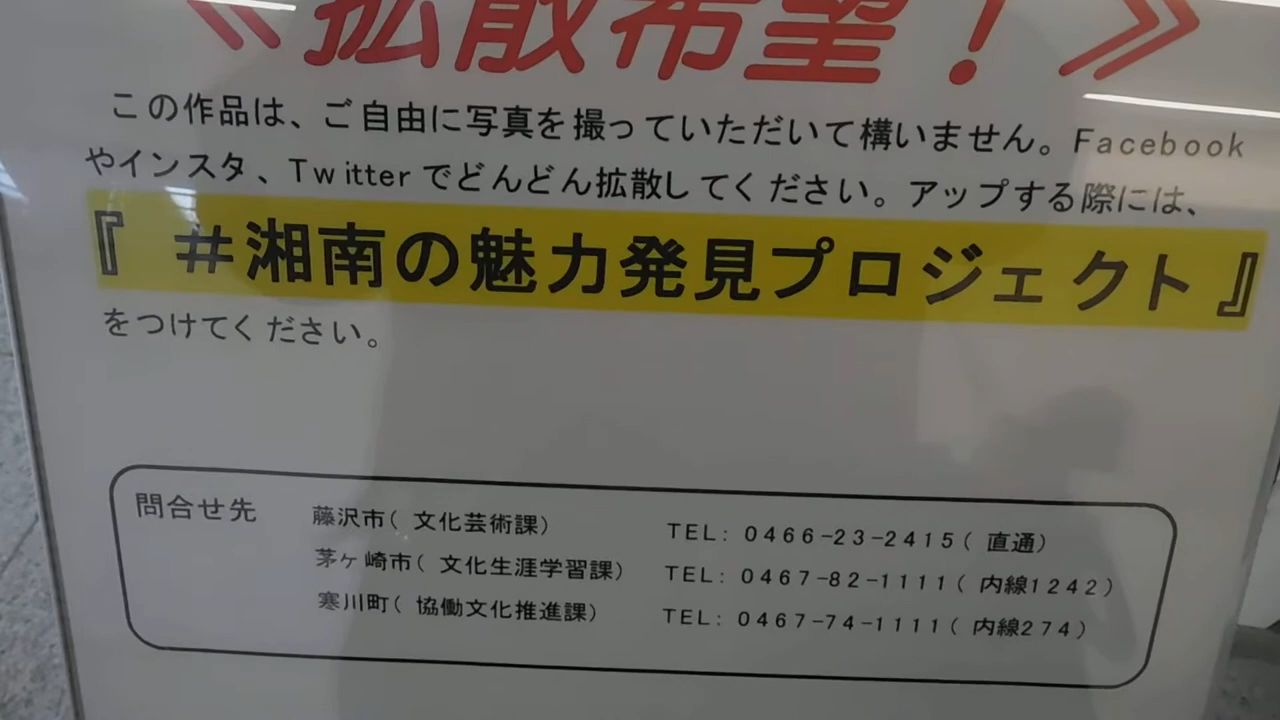 ≪拡散希望！≫
この作品は、ご自由に写真を撮っていただいて構いません。Facebook
やインスタ、Twitterでどんどん拡散してください。アップする際には、
『 ＃湘南の魅力発見プロジェクト 』
をつけてください。
問合せ先 藤沢市( 文化芸術課) TEL: 0466-23-2415( 直通)
茅ヶ崎市( 文化生涯学習課) TEL: 0467-82-1111( 内線1242)
寒川町( 協働文化推進課) TEL: 0467-74-1111( 内線274)